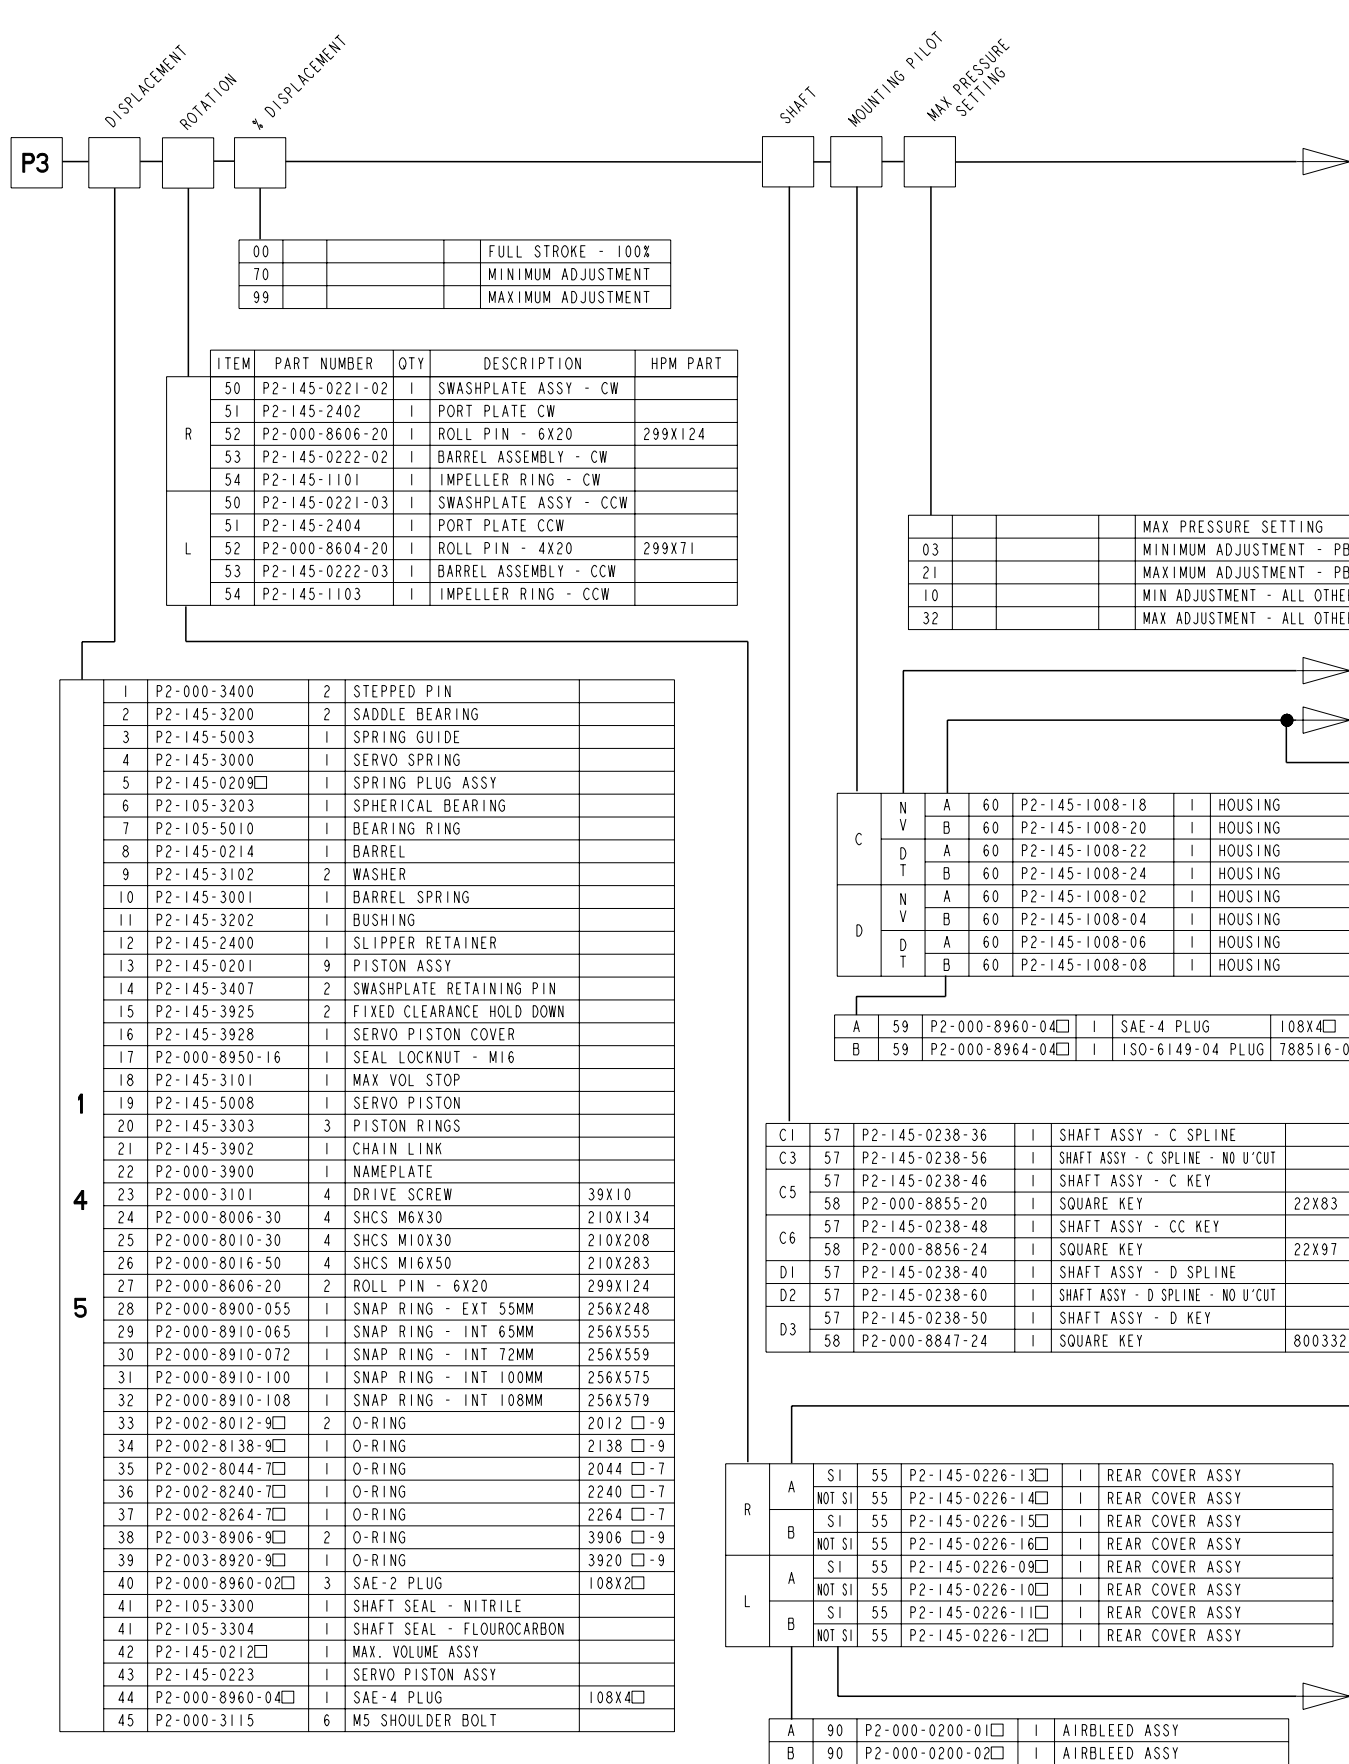 DISPLACEMENT
ROTATION
% DISPLACEMENT
SHAFT
MOUNTING PILOT
MAX PRESSURE
SETTING
P3
00 FULL STROKE - 100%
70 MINIMUM ADJUSTMENT
99 MAXIMUM ADJUSTMENT
ITEM PART NUMBER QTY DESCRIPTION HPM PART
R
50 P2-145-0221-02 1 SWASHPLATE ASSY - CW
51 P2-145-2402 1 PORT PLATE CW
52 P2-000-8606-20 1 ROLL PIN - 6X20 299X124
53 P2-145-0222-02 1 BARREL ASSEMBLY - CW
54 P2-145-1101 1 IMPELLER RING - CW
L
50 P2-145-0221-03 1 SWASHPLATE ASSY - CCW
51 P2-145-2404 1 PORT PLATE CCW
52 P2-000-8604-20 1 ROLL PIN - 4X20 299X71
53 P2-145-0222-03 1 BARREL ASSEMBLY - CCW
54 P2-145-1103 1 IMPELLER RING - CCW
MAX PRESSURE SETTING
03 MINIMUM ADJUSTMENT - PB
21 MAXIMUM ADJUSTMENT - PB
10 MIN ADJUSTMENT - ALL OTHE
32 MAX ADJUSTMENT - ALL OTHE
145
1 P2-000-3400 2 STEPPED PIN
2 P2-145-3200 2 SADDLE BEARING
3 P2-145-5003 1 SPRING GUIDE
4 P2-145-3000 1 SERVO SPRING
5 P2-145-0209□ 1 SPRING PLUG ASSY
6 P2-105-3203 1 SPHERICAL BEARING
7 P2-105-5010 1 BEARING RING
8 P2-145-0214 1 BARREL
9 P2-145-3102 2 WASHER
10 P2-145-3001 1 BARREL SPRING
11 P2-145-3202 1 BUSHING
12 P2-145-2400 1 SLIPPER RETAINER
13 P2-145-0201 9 PISTON ASSY
14 P2-145-3407 2 SWASHPLATE RETAINING PIN
15 P2-145-3925 2 FIXED CLEARANCE HOLD DOWN
16 P2-145-3928 1 SERVO PISTON COVER
17 P2-000-8950-16 1 SEAL LOCKNUT - M16
18 P2-145-3101 1 MAX VOL STOP
19 P2-145-5008 1 SERVO PISTON
20 P2-145-3303 3 PISTON RINGS
21 P2-145-3902 1 CHAIN LINK
22 P2-000-3900 1 NAMEPLATE
23 P2-000-3101 4 DRIVE SCREW 39X10
24 P2-000-8006-30 4 SHCS M6X30 210X134
25 P2-000-8010-30 4 SHCS M10X30 210X208
26 P2-000-8016-50 4 SHCS M16X50 210X283
27 P2-000-8606-20 2 ROLL PIN - 6X20 299X124
28 P2-000-8900-055 1 SNAP RING - EXT 55MM 256X248
29 P2-000-8910-065 1 SNAP RING - INT 65MM 256X555
30 P2-000-8910-072 1 SNAP RING - INT 72MM 256X559
31 P2-000-8910-100 1 SNAP RING - INT 100MM 256X575
32 P2-000-8910-108 1 SNAP RING - INT 108MM 256X579
33 P2-002-8012-9□ 2 O-RING 2012 □-9
34 P2-002-8138-9□ 1 O-RING 2138 □-9
35 P2-002-8044-7□ 1 O-RING 2044 □-7
36 P2-002-8240-7□ 1 O-RING 2240 □-7
37 P2-002-8264-7□ 1 O-RING 2264 □-7
38 P2-003-8906-9□ 2 O-RING 3906 □-9
39 P2-003-8920-9□ 1 O-RING 3920 □-9
40 P2-000-8960-02□ 3 SAE-2 PLUG 108X2□
41 P2-105-3300 1 SHAFT SEAL - NITRILE
41 P2-105-3304 1 SHAFT SEAL - FLOUROCARBON
42 P2-145-0212□ 1 MAX. VOLUME ASSY
43 P2-145-0223 1 SERVO PISTON ASSY
44 P2-000-8960-04□ 1 SAE-4 PLUG 108X4□
45 P2-000-3115 6 M5 SHOULDER BOLT
C NV A 60 P2-145-1008-18 1 HOUSING
B 60 P2-145-1008-20 1 HOUSING
DT A 60 P2-145-1008-22 1 HOUSING
B 60 P2-145-1008-24 1 HOUSING
D NV A 60 P2-145-1008-02 1 HOUSING
B 60 P2-145-1008-04 1 HOUSING
DT A 60 P2-145-1008-06 1 HOUSING
B 60 P2-145-1008-08 1 HOUSING
A 59 P2-000-8960-04□ 1 SAE-4 PLUG 108X4□
B 59 P2-000-8964-04□ 1 ISO-6149-04 PLUG 788516-0
C1 57 P2-145-0238-36 1 SHAFT ASSY - C SPLINE
C3 57 P2-145-0238-56 1 SHAFT ASSY - C SPLINE - NO U'CUT
C5 57 P2-145-0238-46 1 SHAFT ASSY - C KEY
58 P2-000-8855-20 1 SQUARE KEY 22X83
C6 57 P2-145-0238-48 1 SHAFT ASSY - CC KEY
58 P2-000-8856-24 1 SQUARE KEY 22X97
D1 57 P2-145-0238-40 1 SHAFT ASSY - D SPLINE
D2 57 P2-145-0238-60 1 SHAFT ASSY - D SPLINE - NO U'CUT
D3 57 P2-145-0238-50 1 SHAFT ASSY - D KEY
58 P2-000-8847-24 1 SQUARE KEY 800332
R A SI 55 P2-145-0226-13□ 1 REAR COVER ASSY
NOT SI 55 P2-145-0226-14□ 1 REAR COVER ASSY
B SI 55 P2-145-0226-15□ 1 REAR COVER ASSY
NOT SI 55 P2-145-0226-16□ 1 REAR COVER ASSY
L A SI 55 P2-145-0226-09□ 1 REAR COVER ASSY
NOT SI 55 P2-145-0226-10□ 1 REAR COVER ASSY
B SI 55 P2-145-0226-11□ 1 REAR COVER ASSY
NOT SI 55 P2-145-0226-12□ 1 REAR COVER ASSY
A 90 P2-000-0200-01□ 1 AIRBLEED ASSY
B 90 P2-000-0200-02□ 1 AIRBLEED ASSY